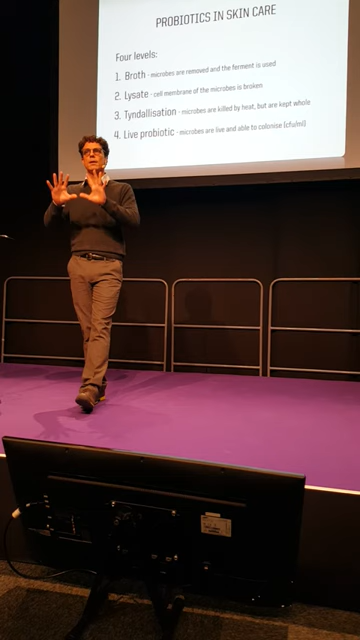 PROBIOTICS IN SKIN CARE
Four levels:
1. Broth - microbes are removed and the ferment is used
2. Lysate - cell membrane of the microbes is broken
3. Tyndallisation - microbes are killed by heat, but are kept whole
4. Live probiotic - microbes are live and able to colonise (cfu/ml)